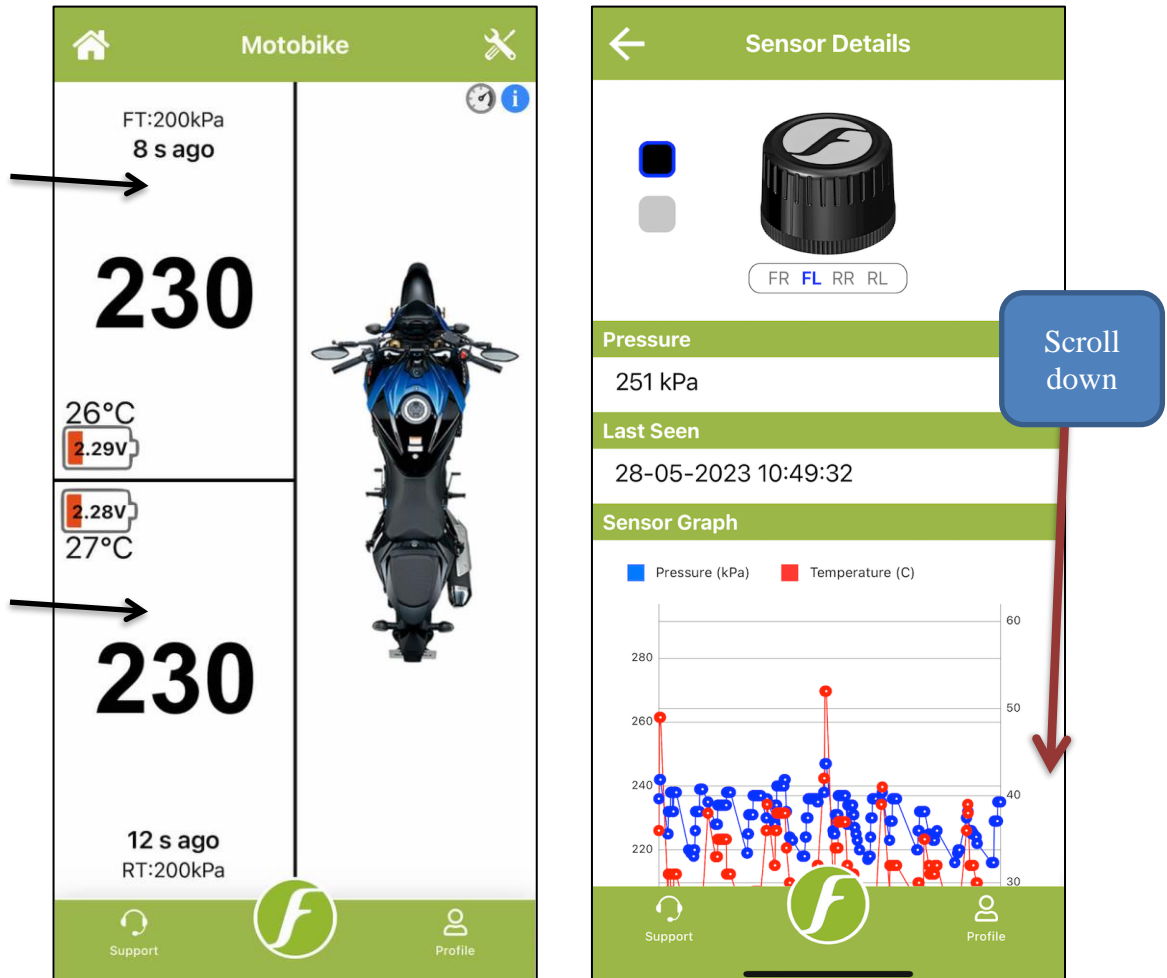 Motobike
FT:200kPa
8 s ago
230
26°C
2.29V
2.28V
27°C
230
12 s ago
RT:200kPa
Support
Profile
Sensor Details
FR FL RR RL
Pressure
251 kPa
Last Seen
28-05-2023 10:49:32
Sensor Graph
Pressure (kPa)
Temperature (C)
280
260
240
220
60
50
40
30
Support
Profile
Scroll
down